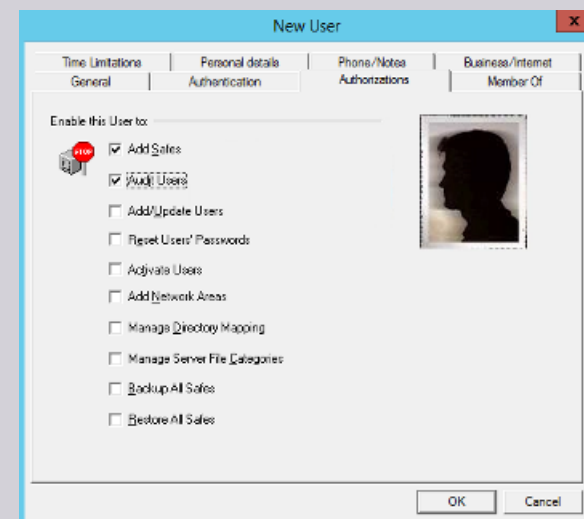 New User
x
Time Limitations Personal details Phone/Notes Business/Internet
General Authentication Authorizations Member Of
Enable this User to:
STOP
Add Safes
Audit Users
Add/Update Users
Reset Users' Passwords
Activate Users
Add Network Areas
Manage Directory Mapping
Manage Server File Categories
Backup All Safes
Restore All Safes
OK Cancel